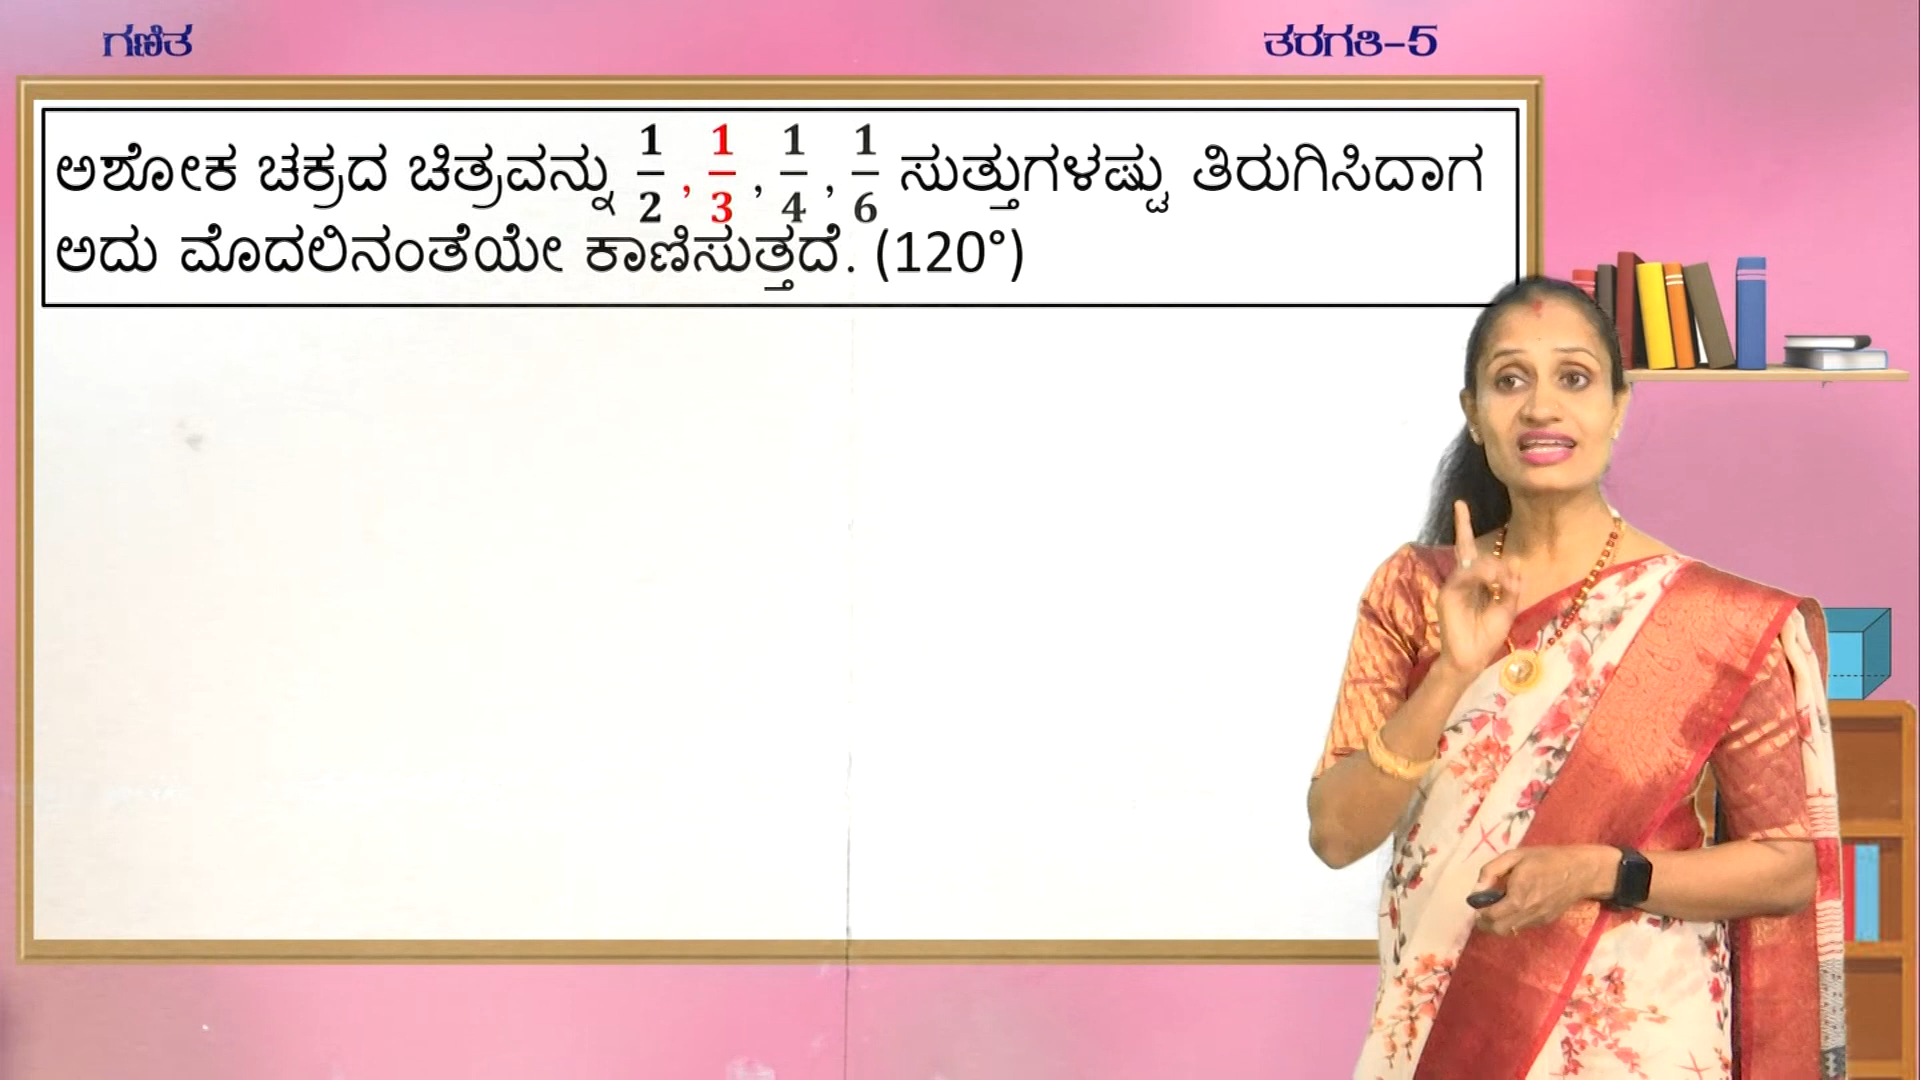 ಗಣಿತ
ತರಗತಿ-5
ಅಶೋಕ ಚಕ್ರದ ಚಿತ್ರವನ್ನು 1/2 , 1/3 , 1/4 , 1/6 ಸುತ್ತುಗಳಷ್ಟು ತಿರುಗಿಸಿದಾಗ
ಅದು ಮೊದಲಿನಂತೆಯೇ ಕಾಣಿಸುತ್ತದೆ. (120°)